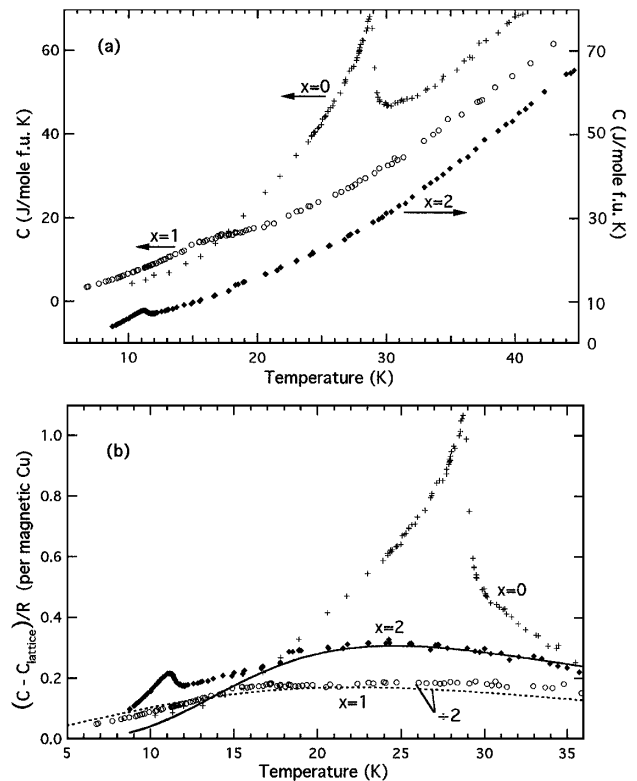 (a)
x=0
x=1
x=2
60
40
20
0
C (J/mole f.u. K)
70
50
30
10
0
C (J/mole f.u. K)
10
20
30
40
Temperature (K)
(b)
x=0
x=2
x=1
÷2
1.0
0.8
0.6
0.4
0.2
0.0
(C - Clattice)/R (per magnetic Cu)
5
10
15
20
25
30
35
Temperature (K)